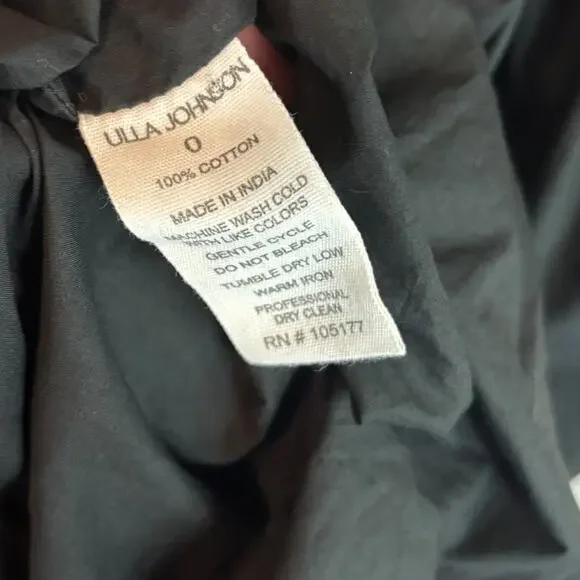 ULLA JOHNSON
0
100% COTTON
MADE IN INDIA
MACHINE WASH COLD
WITH LIKE COLORS
GENTLE CYCLE
DO NOT BLEACH
TUMBLE DRY LOW
WARM IRON
PROFESSIONAL
DRY CLEAN
RN # 105177